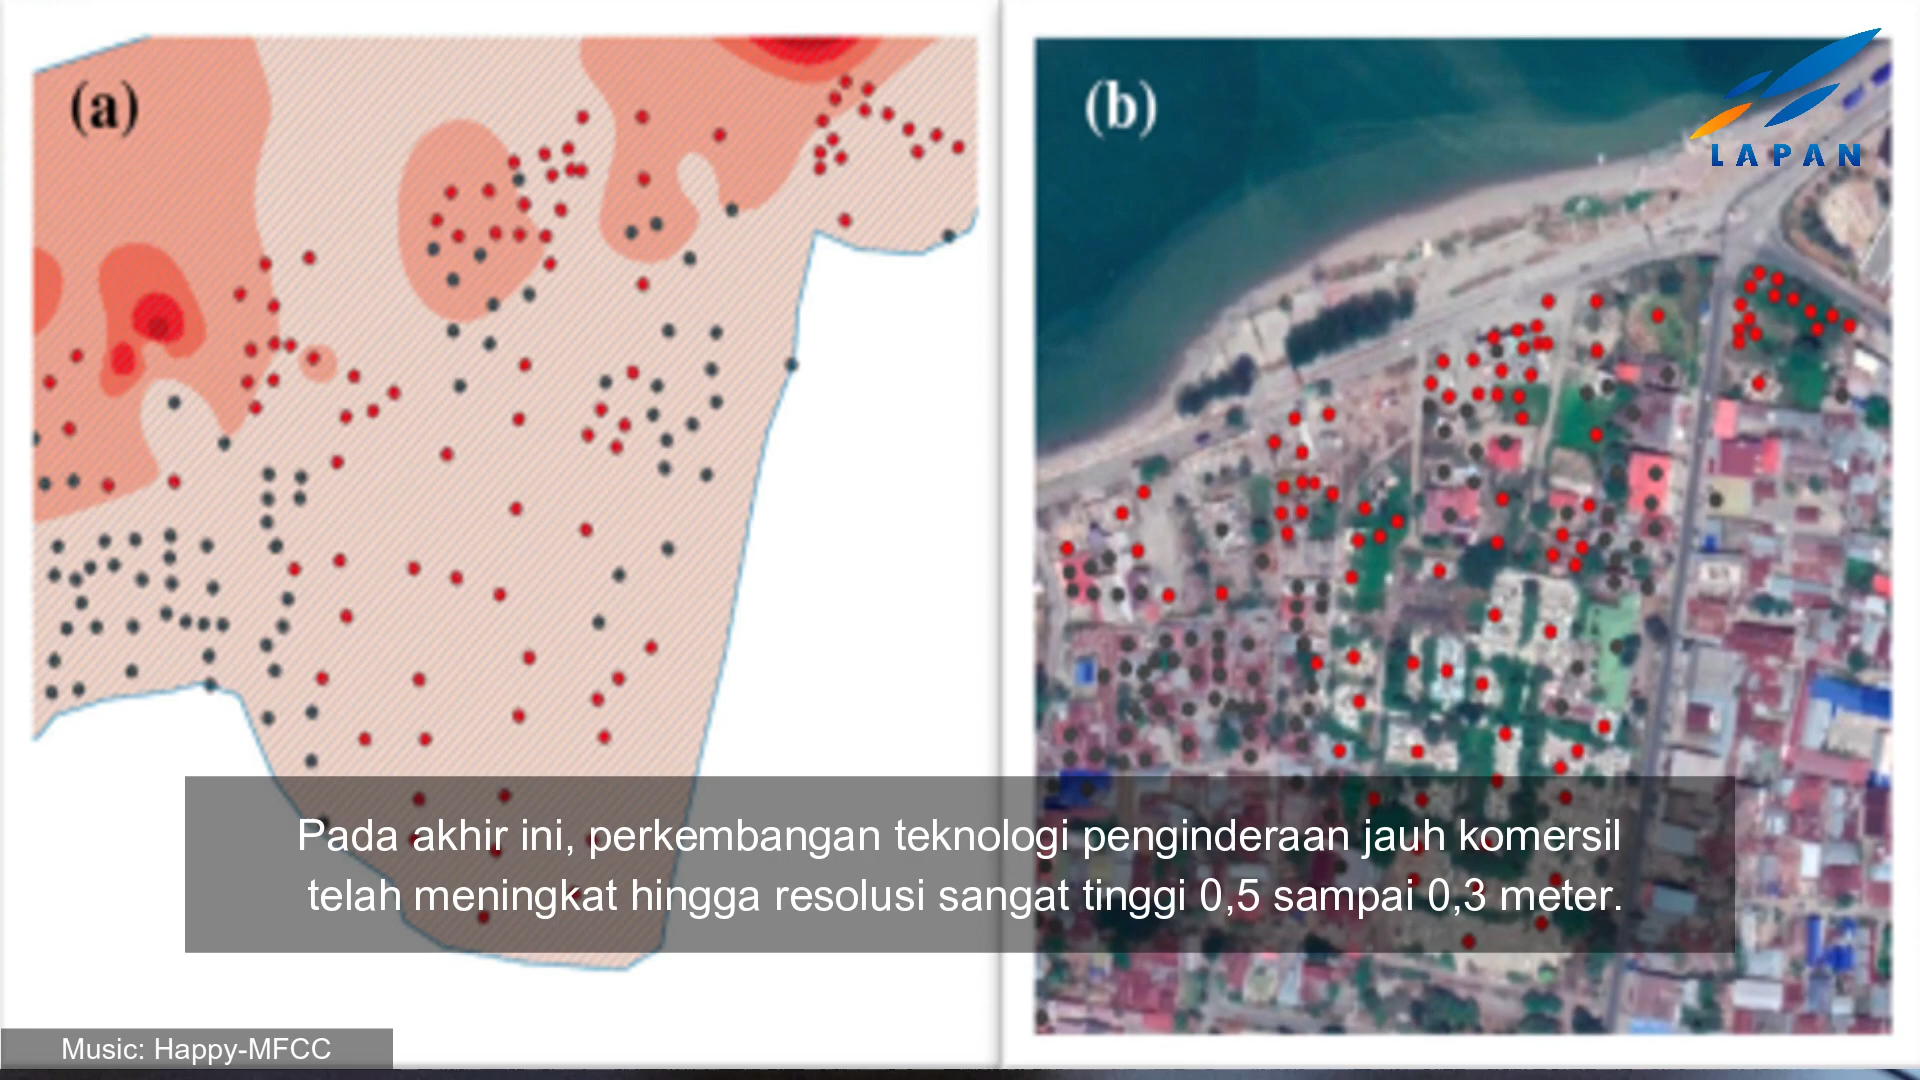 (a)
(b)
LAPAN
Pada akhir ini, perkembangan teknologi penginderaan jauh komersil
telah meningkat hingga resolusi sangat tinggi 0,5 sampai 0,3 meter.
Music: Happy-MFCC